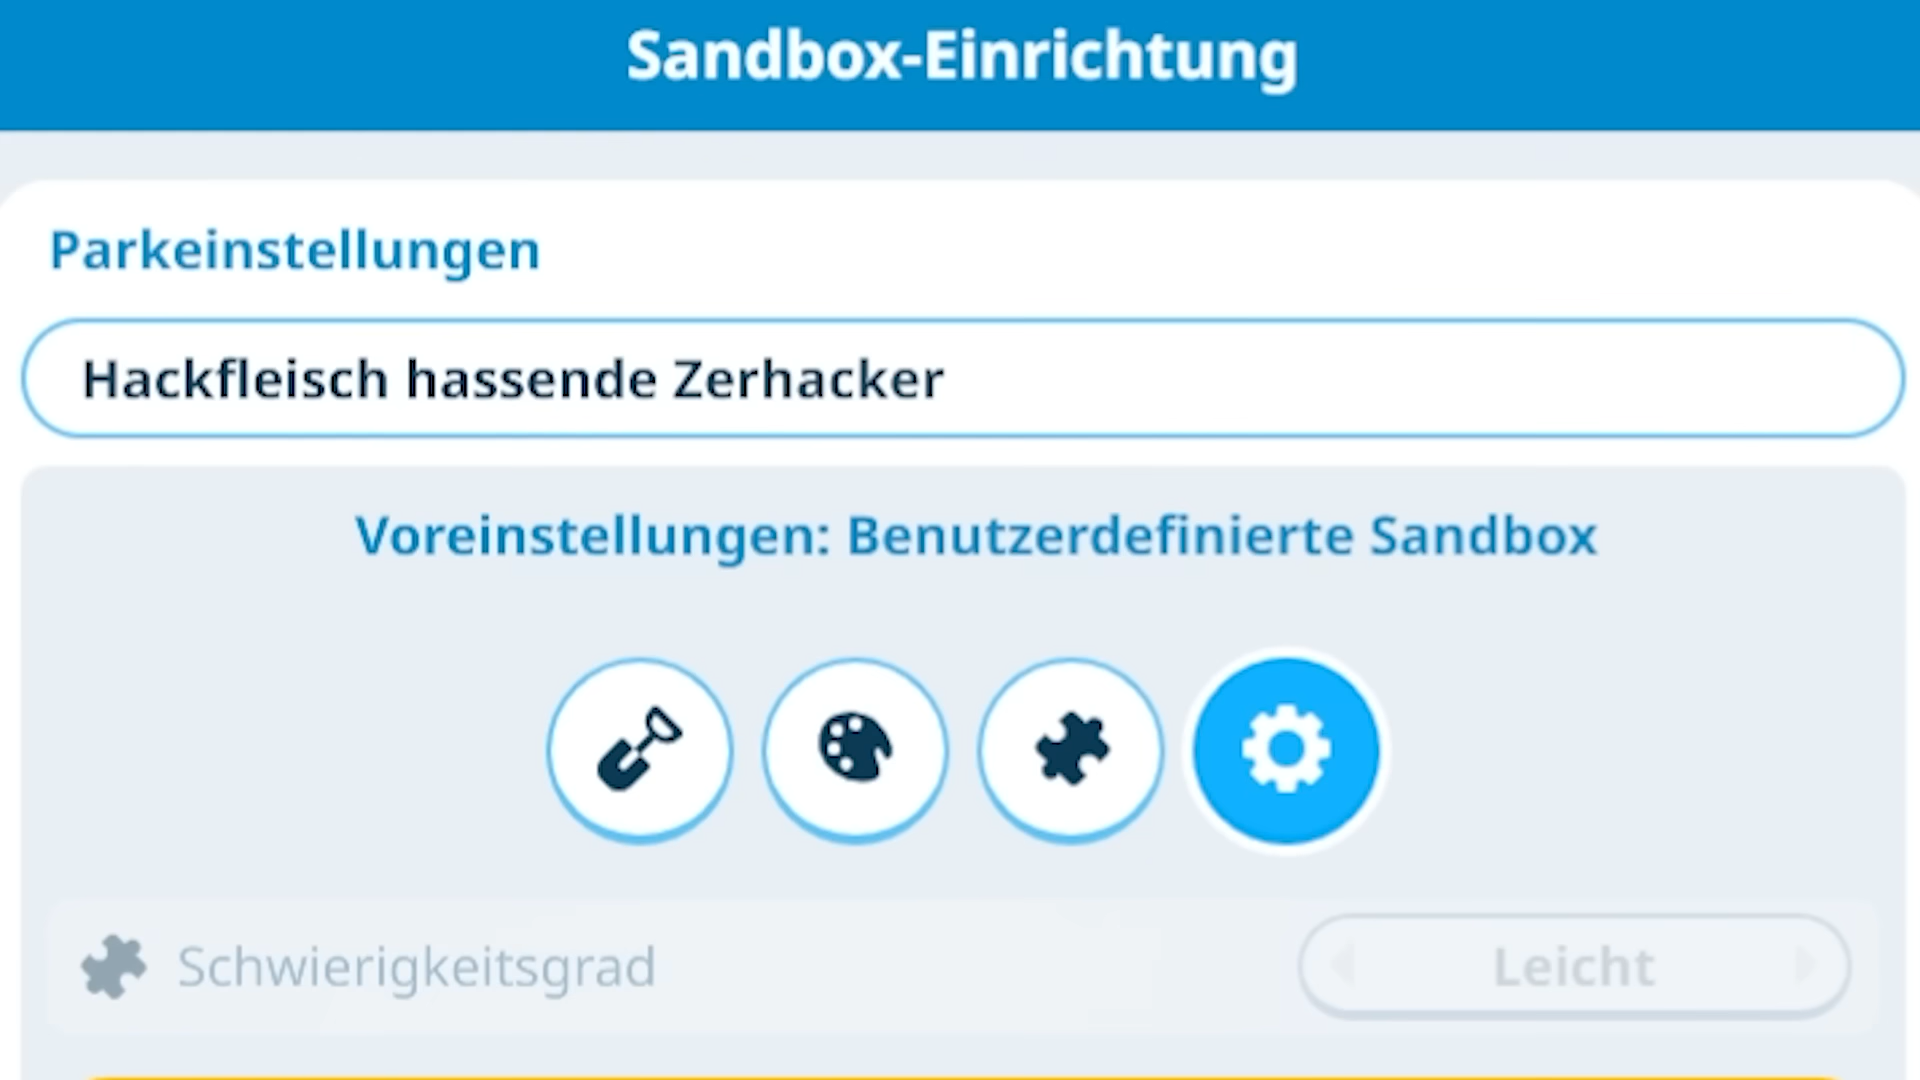 Sandbox-Einrichtung
Parkeinstellungen
Hackfleisch hassende Zerhacker
Voreinstellungen: Benutzerdefinierte Sandbox
Schwierigkeitsgrad
Leicht